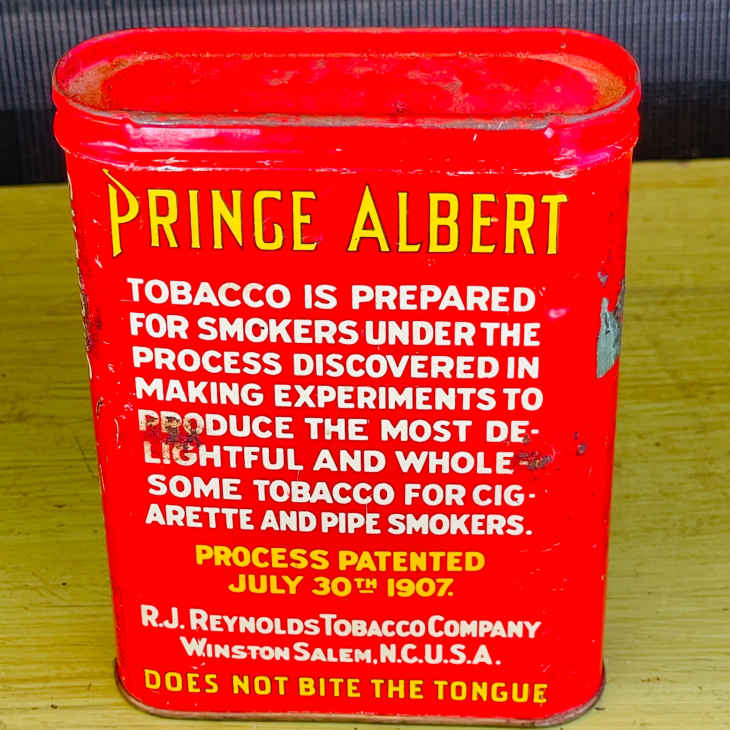 PRINCE ALBERT
TOBACCO IS PREPARED
FOR SMOKERS UNDER THE
PROCESS DISCOVERED IN
MAKING EXPERIMENTS TO
PRODUCE THE MOST DE-
LIGHTFUL AND WHOLE-
SOME TOBACCO FOR CIG-
ARETTE AND PIPE SMOKERS.
PROCESS PATENTED
JULY 30TH 1907.
R.J. REYNOLDS TOBACCO COMPANY
WINSTON SALEM, N.C.U.S.A.
DOES NOT BITE THE TONGUE